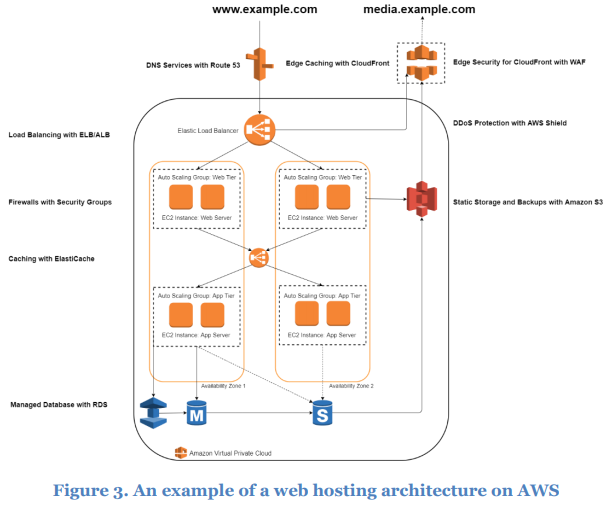 www.example.com
media.example.com
DNS Services with Route 53
Edge Caching with CloudFront
Edge Security for CloudFront with WAF
Load Balancing with ELB/ALB
Elastic Load Balancer
DDoS Protection with AWS Shield
Auto Scaling Group: Web Tier
Auto Scaling Group: Web Tier
Firewalls with Security Groups
Static Storage and Backups with Amazon S3
EC2 Instance: Web Server
EC2 Instance: Web Server
Caching with ElastiCache
Auto Scaling Group: App Tier
Auto Scaling Group: App Tier
EC2 Instance: App Server
EC2 Instance: App Server
Availability Zone 1
Availability Zone 2
Managed Database with RDS
M
S
Amazon Virtual Private Cloud
Figure 3. An example of a web hosting architecture on AWS